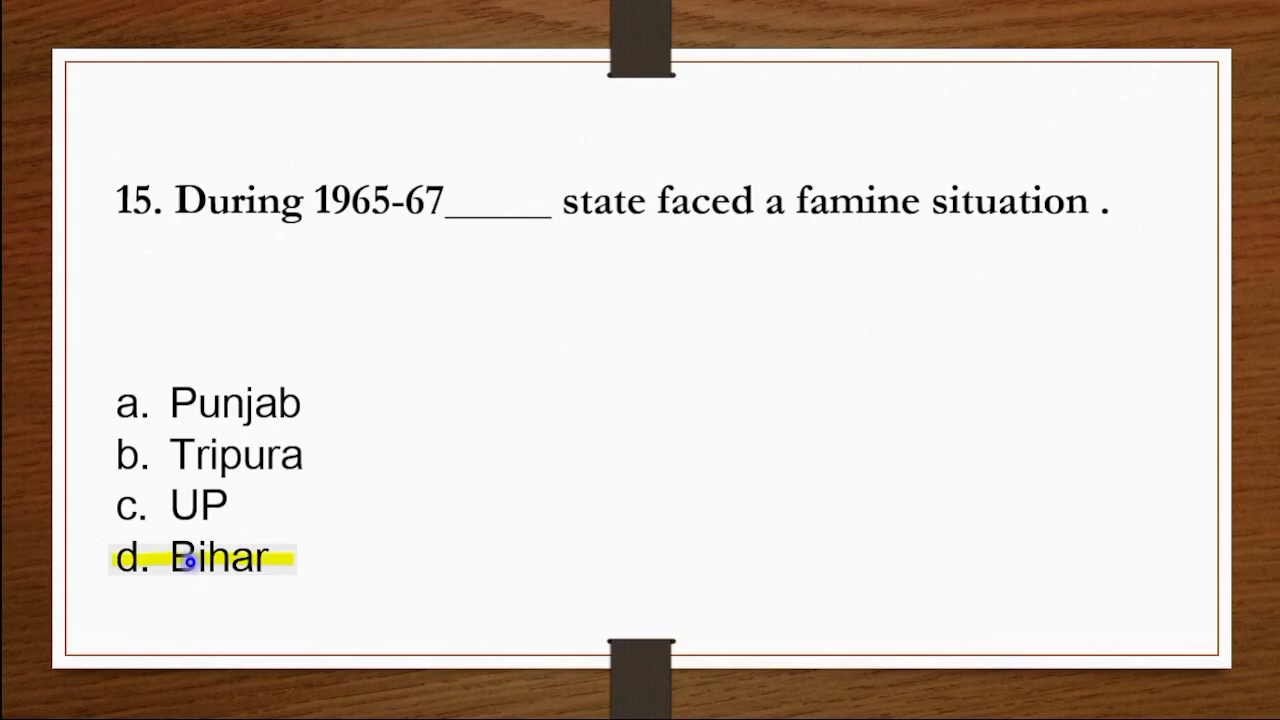 15. During 1965-67_____ state faced a famine situation .
a. Punjab
b. Tripura
c. UP
d. Bihar